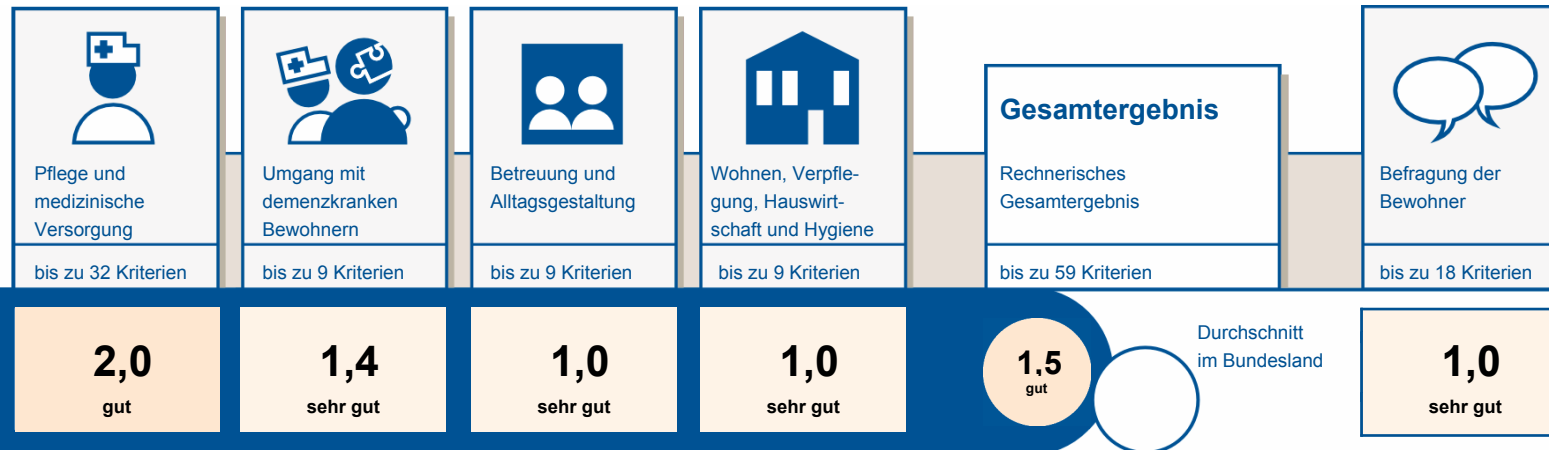 Pflege und
medizinische
Versorgung
bis zu 32 Kriterien
2,0
gut
Umgang mit
demenzkranken
Bewohnern
bis zu 9 Kriterien
1,4
sehr gut
Betreuung und
Alltagsgestaltung
bis zu 9 Kriterien
1,0
sehr gut
Wohnen, Verpfle-
gung, Hauswirt-
schaft und Hygiene
bis zu 9 Kriterien
1,0
sehr gut
Gesamtergebnis
Rechnerisches
Gesamtergebnis
bis zu 59 Kriterien
1,5
gut
Durchschnitt
im Bundesland
Befragung der
Bewohner
bis zu 18 Kriterien
1,0
sehr gut